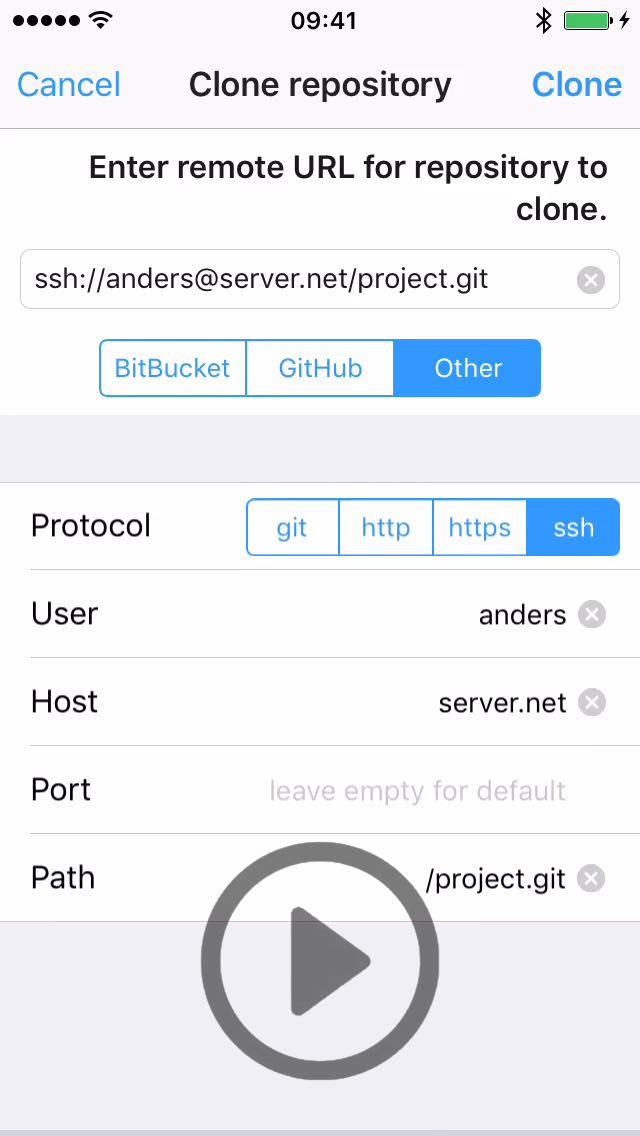 09:41
Cancel Clone repository Clone
Enter remote URL for repository to
clone.
ssh://anders@server.net/project.git
BitBucket GitHub Other
Protocol git http https ssh
User anders
Host server.net
Port leave empty for default
Path /project.git